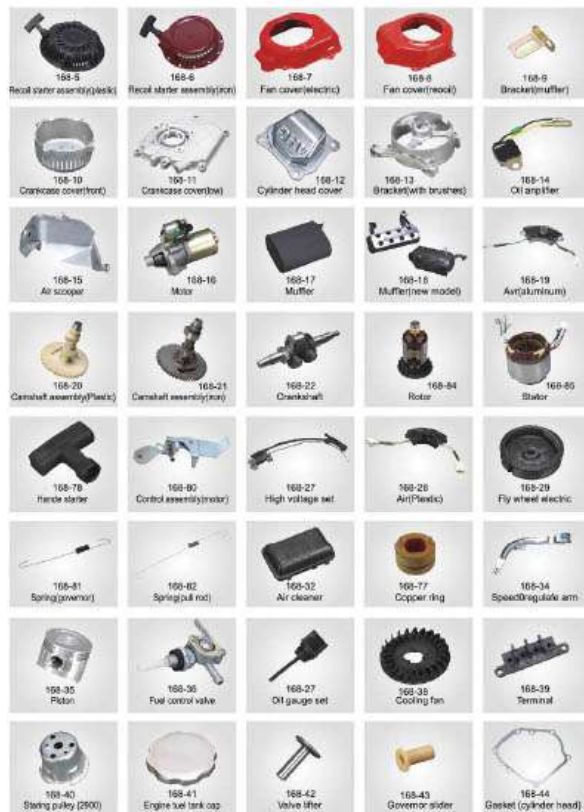 168-5
Recoil starter assembly(plastic)
168-6
Recoil starter assembly(iron)
168-7
Fan cover(electric)
168-8
Fan cover(recoil)
168-9
Bracket(muffler)
168-10
Crankcase cover(front)
168-11
Crankcase cover(low)
168-12
Cylinder head cover
168-13
Bracket(with brushes)
168-14
Oil anplifier
168-15
Air scooper
168-16
Motor
168-17
Muffler
168-18
Muffler(new model)
168-19
Avr(aluminum)
168-20
Camshaft assembly(Plastic)
168-21
Camshaft assembly(iron)
168-22
Crankshaft
168-84
Rotor
168-85
Stator
168-78
Hande starter
168-80
Control assembly(motor)
168-27
High voltage set
168-28
Air(Plastic)
168-29
Fly wheel electric
168-81
Spring(governor)
168-82
Spring(pull rod)
168-32
Air cleaner
168-77
Copper ring
168-34
Speed0regulate arm
168-35
Piston
168-36
Fuel control valve
168-27
Oil gauge set
168-38
Cooling fan
168-39
Terminal
168-40
Staring pulley (2900)
168-41
Engine fuel tank cap
168-42
Valve lifter
168-43
Governor slider
168-44
Gasket (cylinder head)